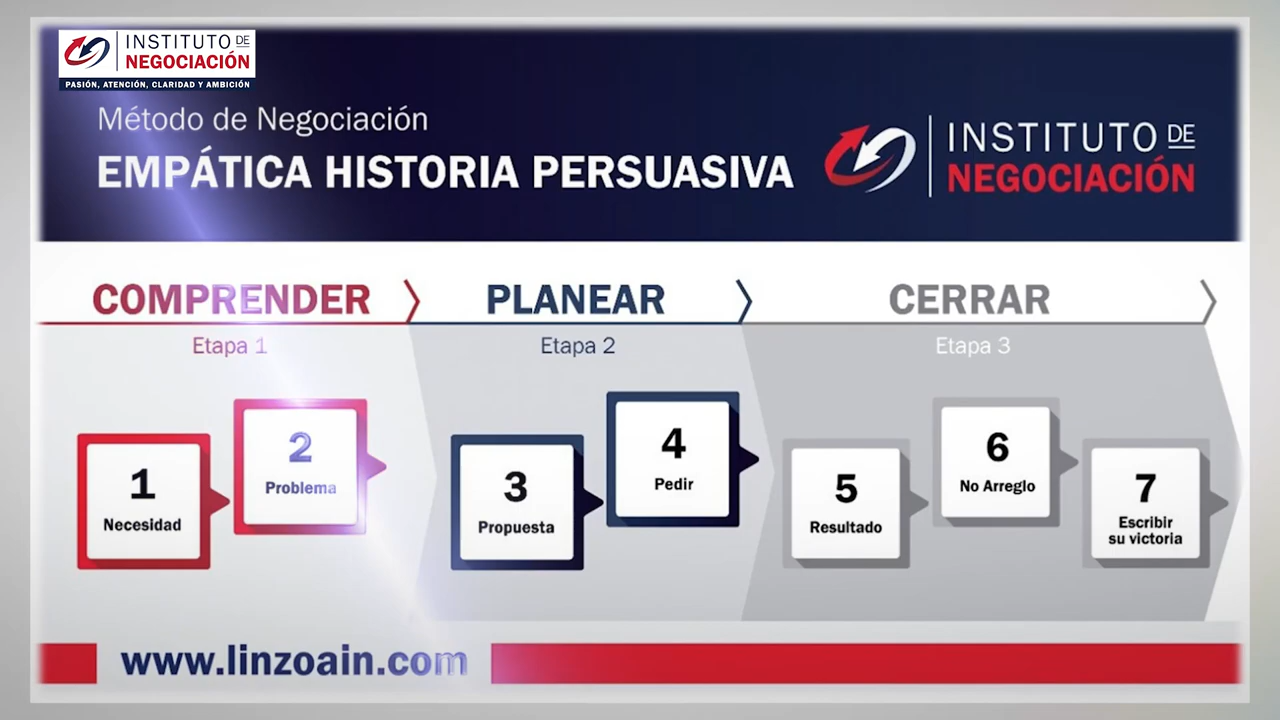 INSTITUTO DE
NEGOCIACIÓN
PASIÓN, ATENCIÓN, CLARIDAD Y AMBICIÓN
Método de Negociación
EMPÁTICA HISTORIA PERSUASIVA
INSTITUTO DE
NEGOCIACIÓN
COMPRENDER
Etapa 1
1
Necesidad
2
Problema
PLANEAR
Etapa 2
3
Propuesta
4
Pedir
CERRAR
Etapa 3
5
Resultado
6
No Arreglo
7
Escribir
su victoria
www.linzoain.com